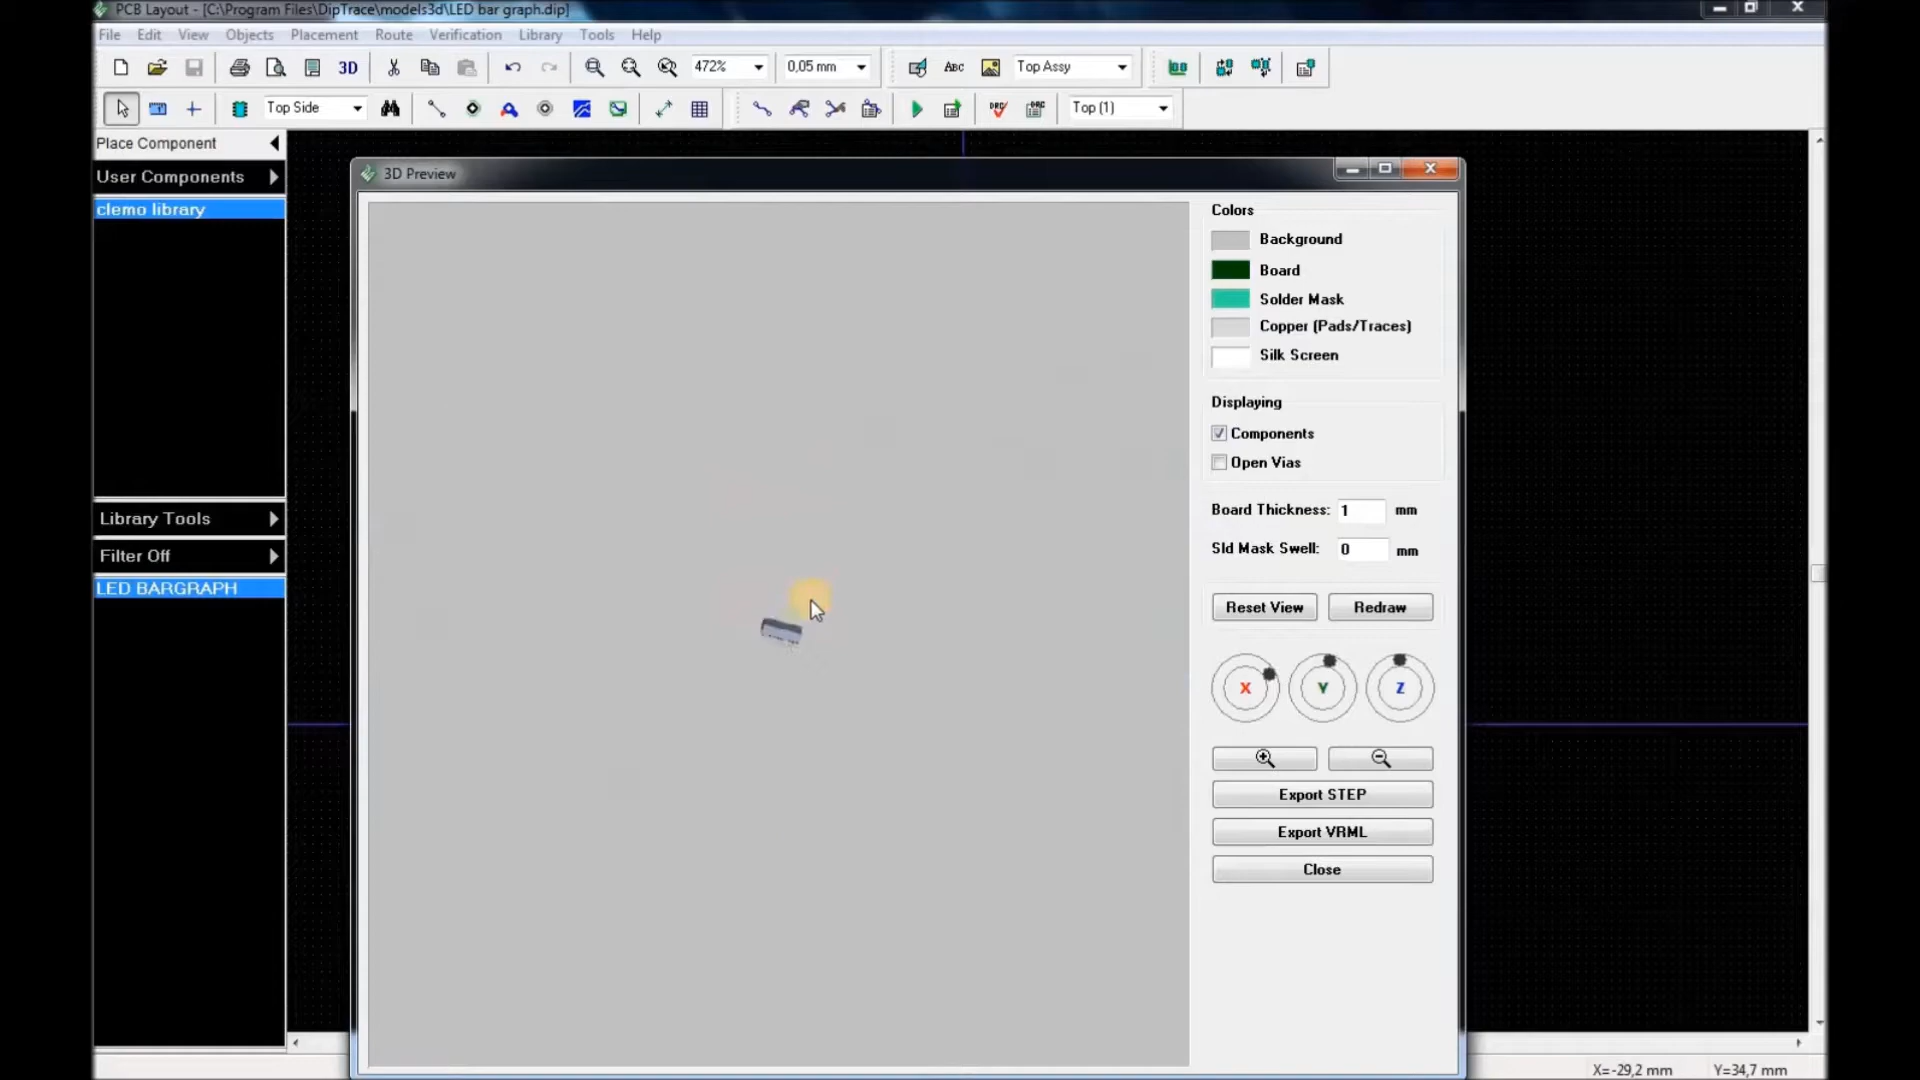 PCB Layout - [C:\Program Files\DipTrace\models3d\LED bar graph.dip]
File Edit View Objects Placement Route Verification Library Tools Help
3D 472% 0,05 mm ABC Top Assy
Top Side Top (1)
Place Component
User Components
clemo library
Library Tools
Filter Off
LED BARGRAPH
3D Preview
Colors
Background
Board
Solder Mask
Copper (Pads/Traces)
Silk Screen
Displaying
Components
Open Vias
Board Thickness: 1 mm
Sld Mask Swell: 0 mm
Reset View Redraw
X Y Z
Export STEP
Export VRML
Close
X=-29,2 mm Y=34,7 mm